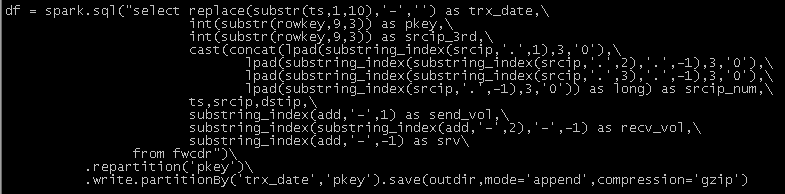 df = spark.sql("select replace(substr(ts,1,10),'-','') as trx_date,\
int(substr(rowkey,9,3)) as pkey,\
int(substr(rowkey,9,3)) as srcip_3rd,\
cast(concat(lpad(substring_index(srcip,'.',1),3,'0'),\
lpad(substring_index(substring_index(srcip,'.',2),'.',-1),3,'0'),\
lpad(substring_index(substring_index(srcip,'.',3),'.',-1),3,'0'),\
lpad(substring_index(srcip,'.',-1),3,'0')) as long) as srcip_num,\
ts,srcip,dstip,\
substring_index(add,'-',1) as send_vol,\
substring_index(substring_index(add,'-',2),'-',-1) as recv_vol,\
substring_index(add,'-',-1) as srv\
from fwcdr")\
.repartition('pkey')\
.write.partitionBy('trx_date','pkey').save(outdir,mode='append',compression='gzip')